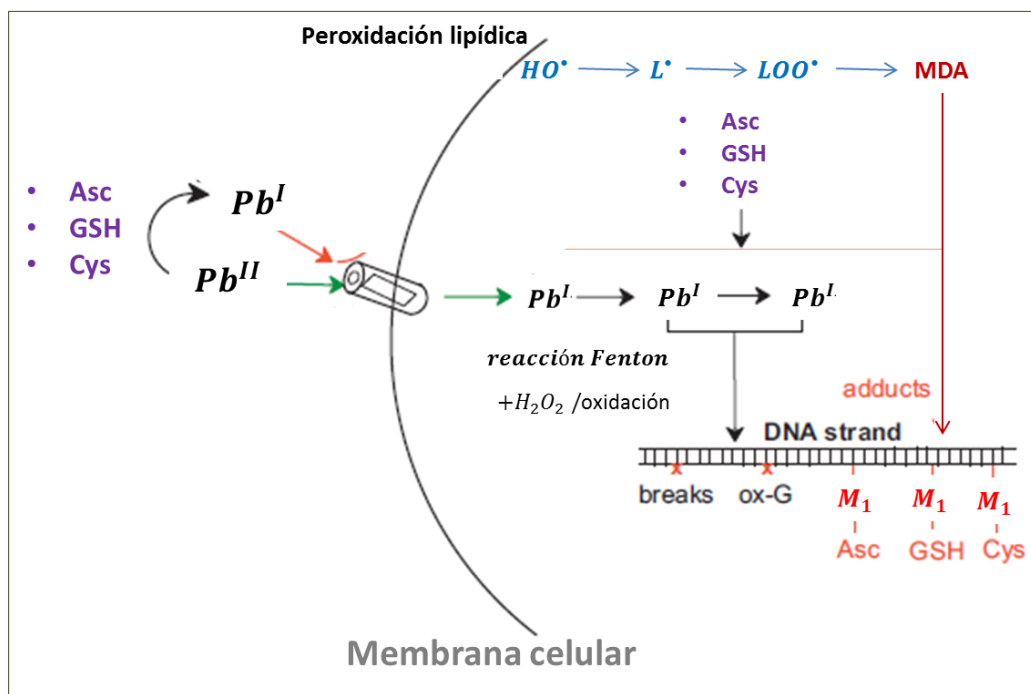 Peroxidación lipídica
HO• → L• → LOO• → MDA
• Asc
• GSH
• Cys
• Asc
• GSH
• Cys
Pb^I
Pb^II
Pb^I → Pb^I → Pb^I
reacción Fenton
+H₂O₂ /oxidación
adducts
DNA strand
x x
breaks ox-G M₁ M₁ M₁
Asc GSH Cys
Membrana celular